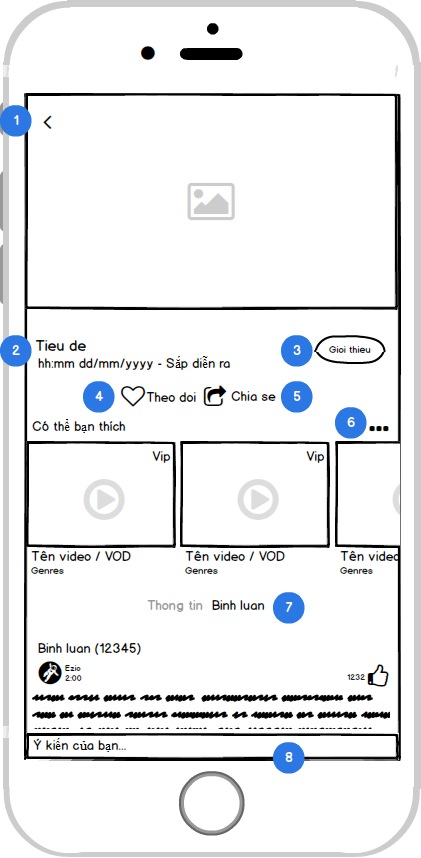 1
2 Tieu de 3 Gioi thieu
hh:mm dd/mm/yyyy - Sắp diễn ra
4 Theo doi Chia se 5
Có thể bạn thích 6
Vip Vip
Tên video / VOD Tên video / VOD Tên video
Genres Genres Genres
Thong tin Binh luan 7
Binh luan (12345)
Ezio
2:00 1232
Ý kiến của bạn...
8